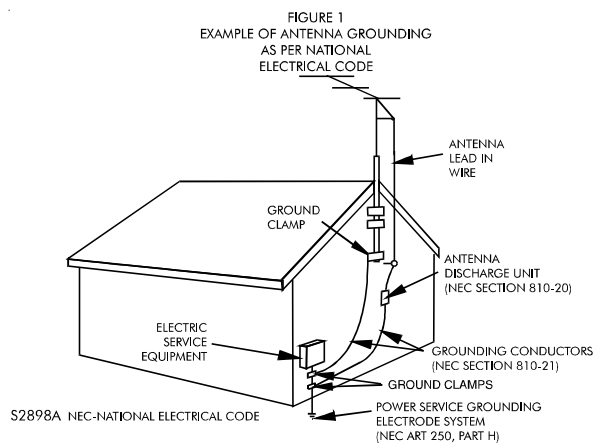 FIGURE 1
EXAMPLE OF ANTENNA GROUNDING
AS PER NATIONAL
ELECTRICAL CODE
ANTENNA
LEAD IN
WIRE
GROUND
CLAMP
ANTENNA
DISCHARGE UNIT
(NEC SECTION 810-20)
ELECTRIC
SERVICE
EQUIPMENT
GROUNDING CONDUCTORS
(NEC SECTION 810-21)
GROUND CLAMPS
POWER SERVICE GROUNDING
ELECTRODE SYSTEM
(NEC ART 250, PART H)
S2898A NEC-NATIONAL ELECTRICAL CODE